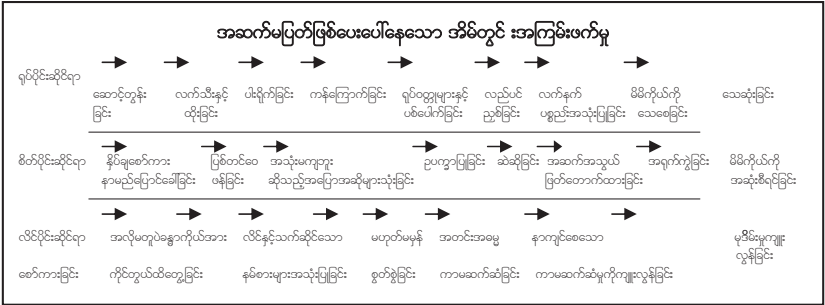 အဆက်မပြတ်ဖြစ်ပေးပေါ်နေသော အိမ်တွင် းအကြမ်းဖက်မှု
ရုပ်ပိုင်းဆိုင်ရာ
ဆောင့်တွန်း လက်သီးနှင့် ပါးရိုက်ခြင်း ကန်ကြောက်ခြင်း ရုပ်ဝတ္ထုများနှင့် လည်ပင် လက်နက် မိမိကိုယ်ကို သေဆုံးခြင်း
ခြင်း ထိုးခြင်း ပစ်ပေါက်ခြင်း ညှစ်ခြင်း ပစ္စည်းအသုံးပြုခြင်း သေစေခြင်း
စိတ်ပိုင်းဆိုင်ရာ နှိပ်ချစော်ကား ပြစ်တင်ဝေ အသုံးမကျဘူး ဥပက္ခာပြုခြင်း ဆဲဆိုခြင်း အဆက်အသွယ် အရှက်ကွဲခြင်း မိမိကိုယ်ကို
နာမည်ပြောင်ခေါ်ခြင်း ဖန်ခြင်း ဆိုသည့်အပြောအဆိုများသုံးခြင်း ဖြတ်တောက်ထားခြင်း အဆုံးစီရင်ခြင်း
လိင်ပိုင်းဆိုင်ရာ အလိုမတူပဲခန္ဓာကိုယ်အား လိင်နှင့်သက်ဆိုင်သော မဟုတ်မမှန် အတင်းအဓမ္မ နာကျင်စေသော မုဒိမ်းမှုကျူး
လွန်ခြင်း
စော်ကားခြင်း ကိုင်တွယ်ထိတွေ့ခြင်း နမ်စားများအသုံးပြုခြင်း စွတ်စွဲခြင်း ကာမဆက်ဆံခြင်း ကာမဆက်ဆံမှုကိုကျူးလွန်ခြင်း